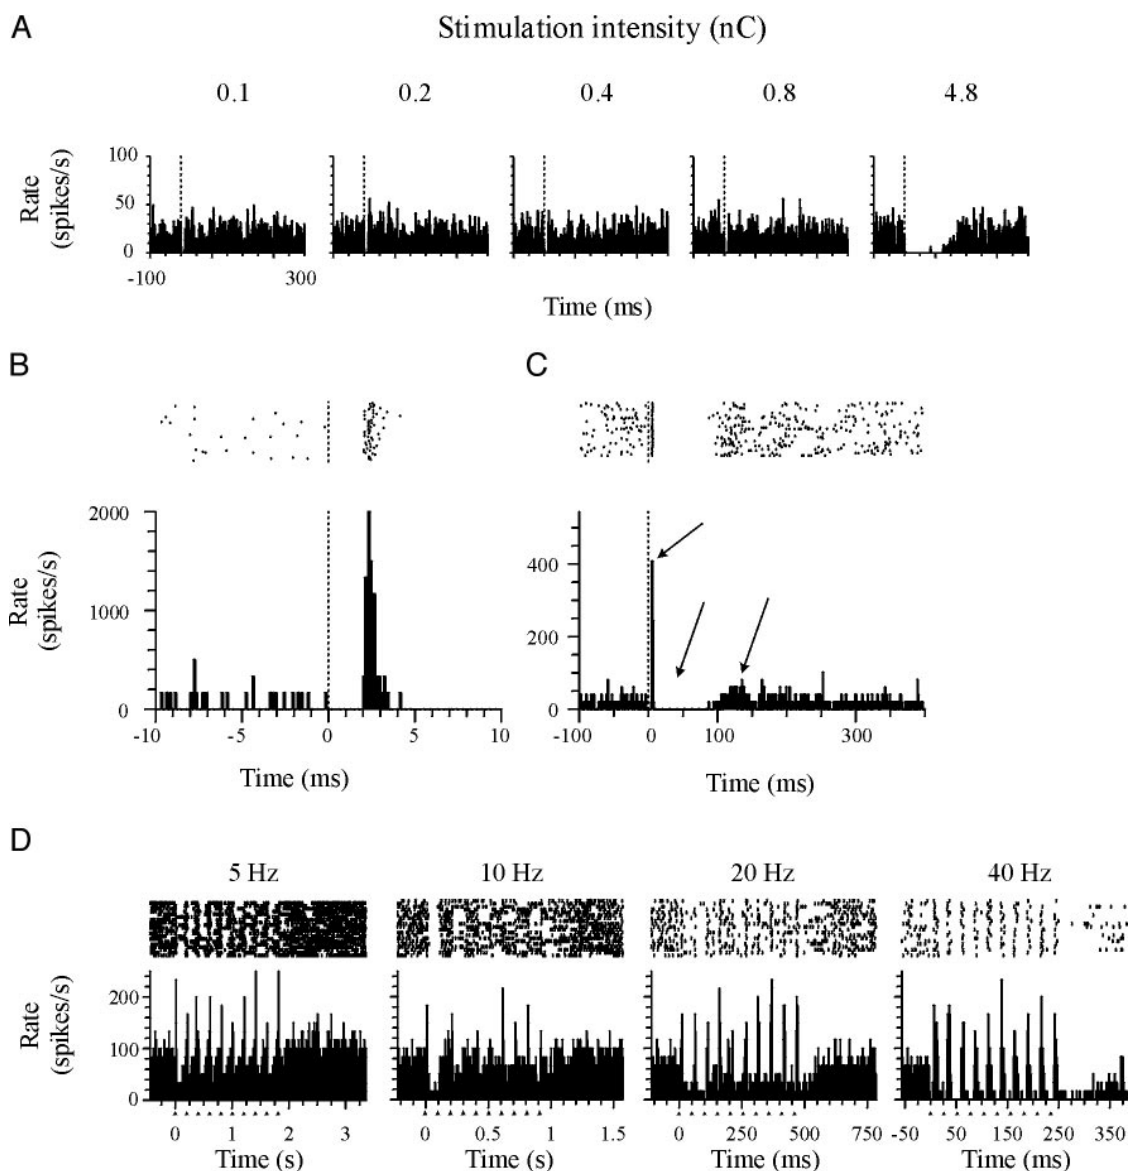 A
Stimulation intensity (nC)
0.1 0.2 0.4 0.8 4.8
Rate
(spikes/s)
100
50
0
-100 300
Time (ms)
B
C
Rate
(spikes/s)
2000
1000
0
-10 -5 0 5 10
Time (ms)
400
200
0
-100 0 100 300
Time (ms)
D
5 Hz 10 Hz 20 Hz 40 Hz
Rate
(spikes/s)
200
100
0
0 1 2 3
0 0.5 1 1.5
0 250 500 750
-50 50 150 250 350
Time (s) Time (s) Time (ms) Time (ms)